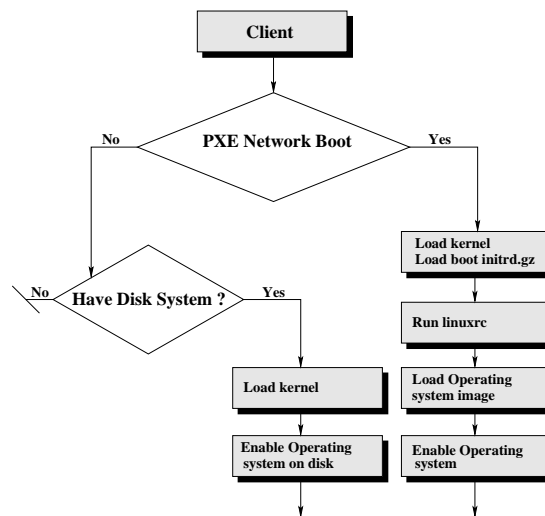 Client
PXE Network Boot
No
Yes
Load kernel
Load boot initrd.gz
No
Have Disk System ?
Yes
Run linuxrc
Load kernel
Load Operating
system image
Enable Operating
system on disk
Enable Operating
system